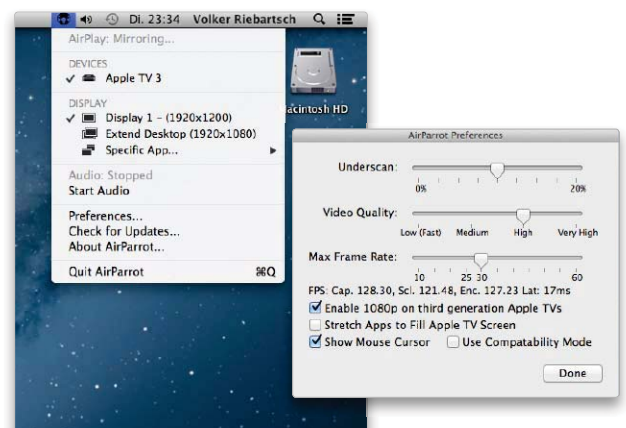 Di. 23:34 Volker Riebartsch
AirPlay: Mirroring...
DEVICES
✓ Apple TV 3
DISPLAY
✓ Display 1 - (1920x1200)
Extend Desktop (1920x1080)
Specific App...
Audio: Stopped
Start Audio
Preferences...
Check for Updates...
About AirParrot...
Quit AirParrot ⌘Q
acintosh HD
AirParrot Preferences
Underscan:
0% 20%
Video Quality:
Low (Fast) Medium High Very High
Max Frame Rate:
10 25 30 60
FPS: Cap. 128.30, Scl. 121.48, Enc. 127.23 Lat: 17ms
Enable 1080p on third generation Apple TVs
Stretch Apps to Fill Apple TV Screen
Show Mouse Cursor Use Compatability Mode
Done